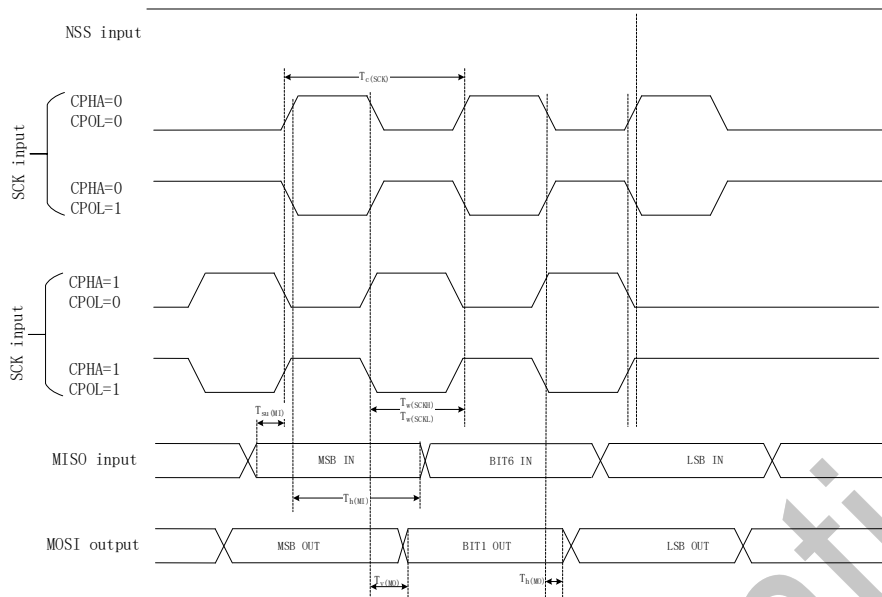 NSS input
Tc(SCK)
SCK input
CPHA=0
CPOL=0
CPHA=0
CPOL=1
SCK input
CPHA=1
CPOL=0
CPHA=1
CPOL=1
Tsu(MI)
Tw(SCKH)
Tw(SCKL)
MISO input
MSB IN
BIT6 IN
LSB IN
Th(MI)
MOSI output
MSB OUT
BIT1 OUT
LSB OUT
Tv(MO)
Th(MO)